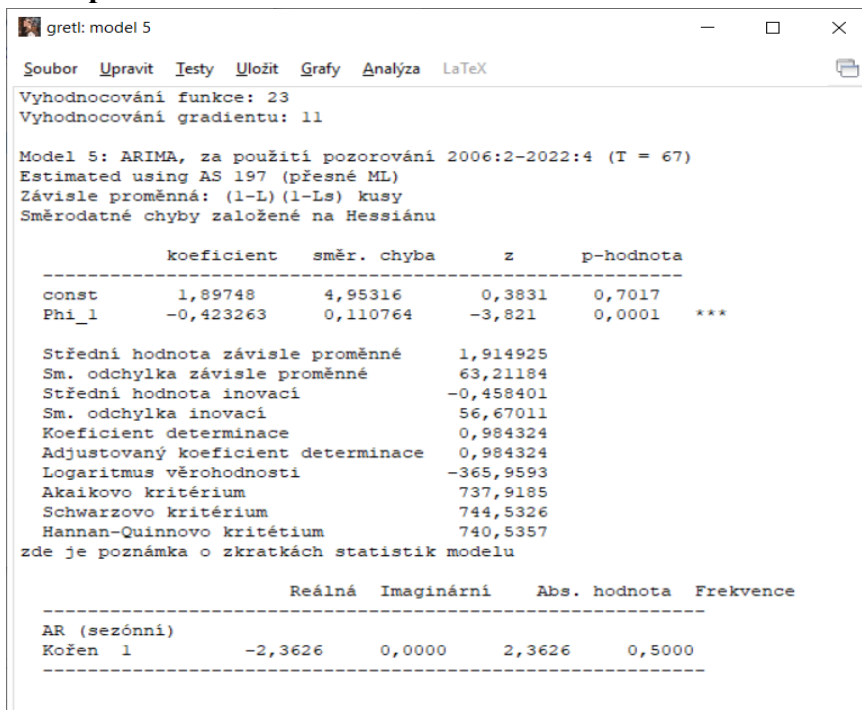 gretl: model 5
Soubor Upravit Testy Uložit Grafy Analýza LaTeX
Vyhodnocování funkce: 23
Vyhodnocování gradientu: 11
Model 5: ARIMA, za použití pozorování 2006:2-2022:4 (T = 67)
Estimated using AS 197 (přesné ML)
Závisle proměnná: (1-L)(1-Ls) kusy
Směrodatné chyby založené na Hessiánu
koeficient směr. chyba z p-hodnota
const 1,89748 4,95316 0,3831 0,7017
Phi_1 -0,423263 0,110764 -3,821 0,0001 ***
Střední hodnota závisle proměnné 1,914925
Sm. odchylka závisle proměnné 63,21184
Střední hodnota inovací -0,458401
Sm. odchylka inovací 56,67011
Koeficient determinace 0,984324
Adjustovaný koeficient determinace 0,984324
Logaritmus věrohodnosti -365,9593
Akaikovo kritérium 737,9185
Schwarzovo kritérium 744,5326
Hannan-Quinnovo kritétium 740,5357
zde je poznámka o zkratkách statistik modelu
Reálná Imaginární Abs. hodnota Frekvence
AR (sezónní)
Kořen 1 -2,3626 0,0000 2,3626 0,5000